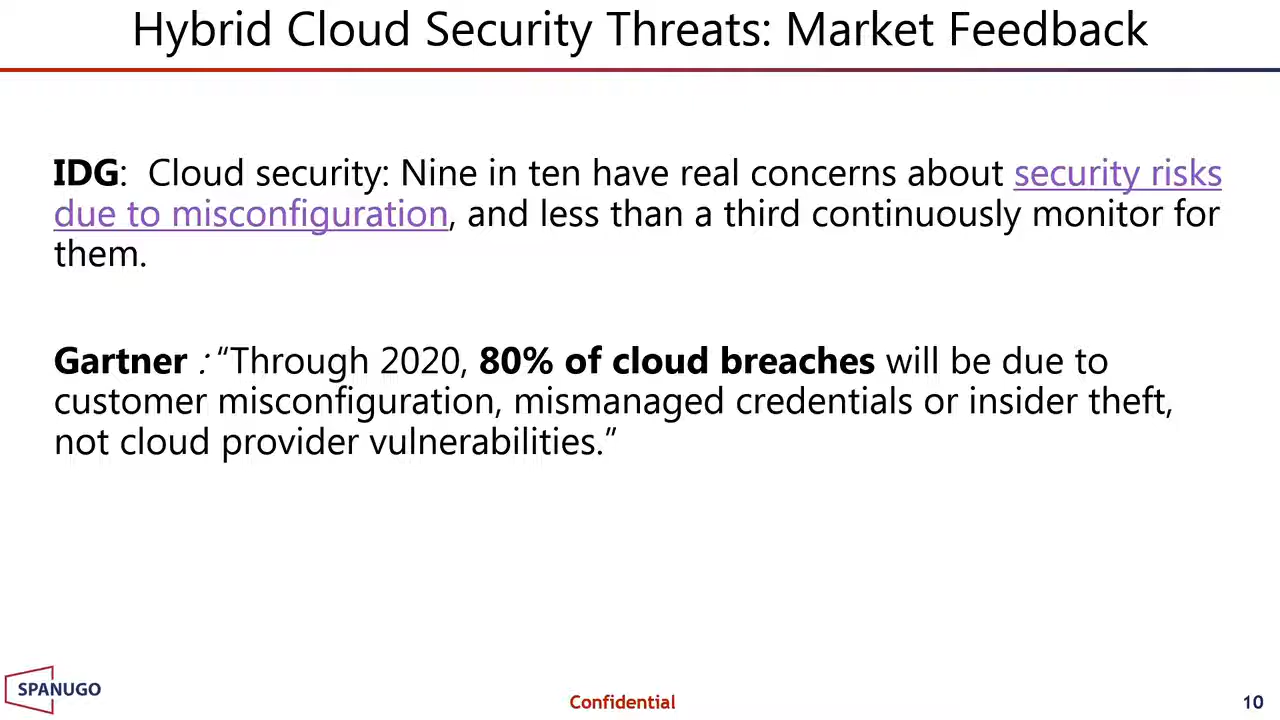 Hybrid Cloud Security Threats: Market Feedback
IDG:  Cloud security: Nine in ten have real concerns about security risks
due to misconfiguration, and less than a third continuously monitor for
them.
Gartner : “Through 2020, 80% of cloud breaches will be due to
customer misconfiguration, mismanaged credentials or insider theft,
not cloud provider vulnerabilities.”
SPANUGO
Confidential
10